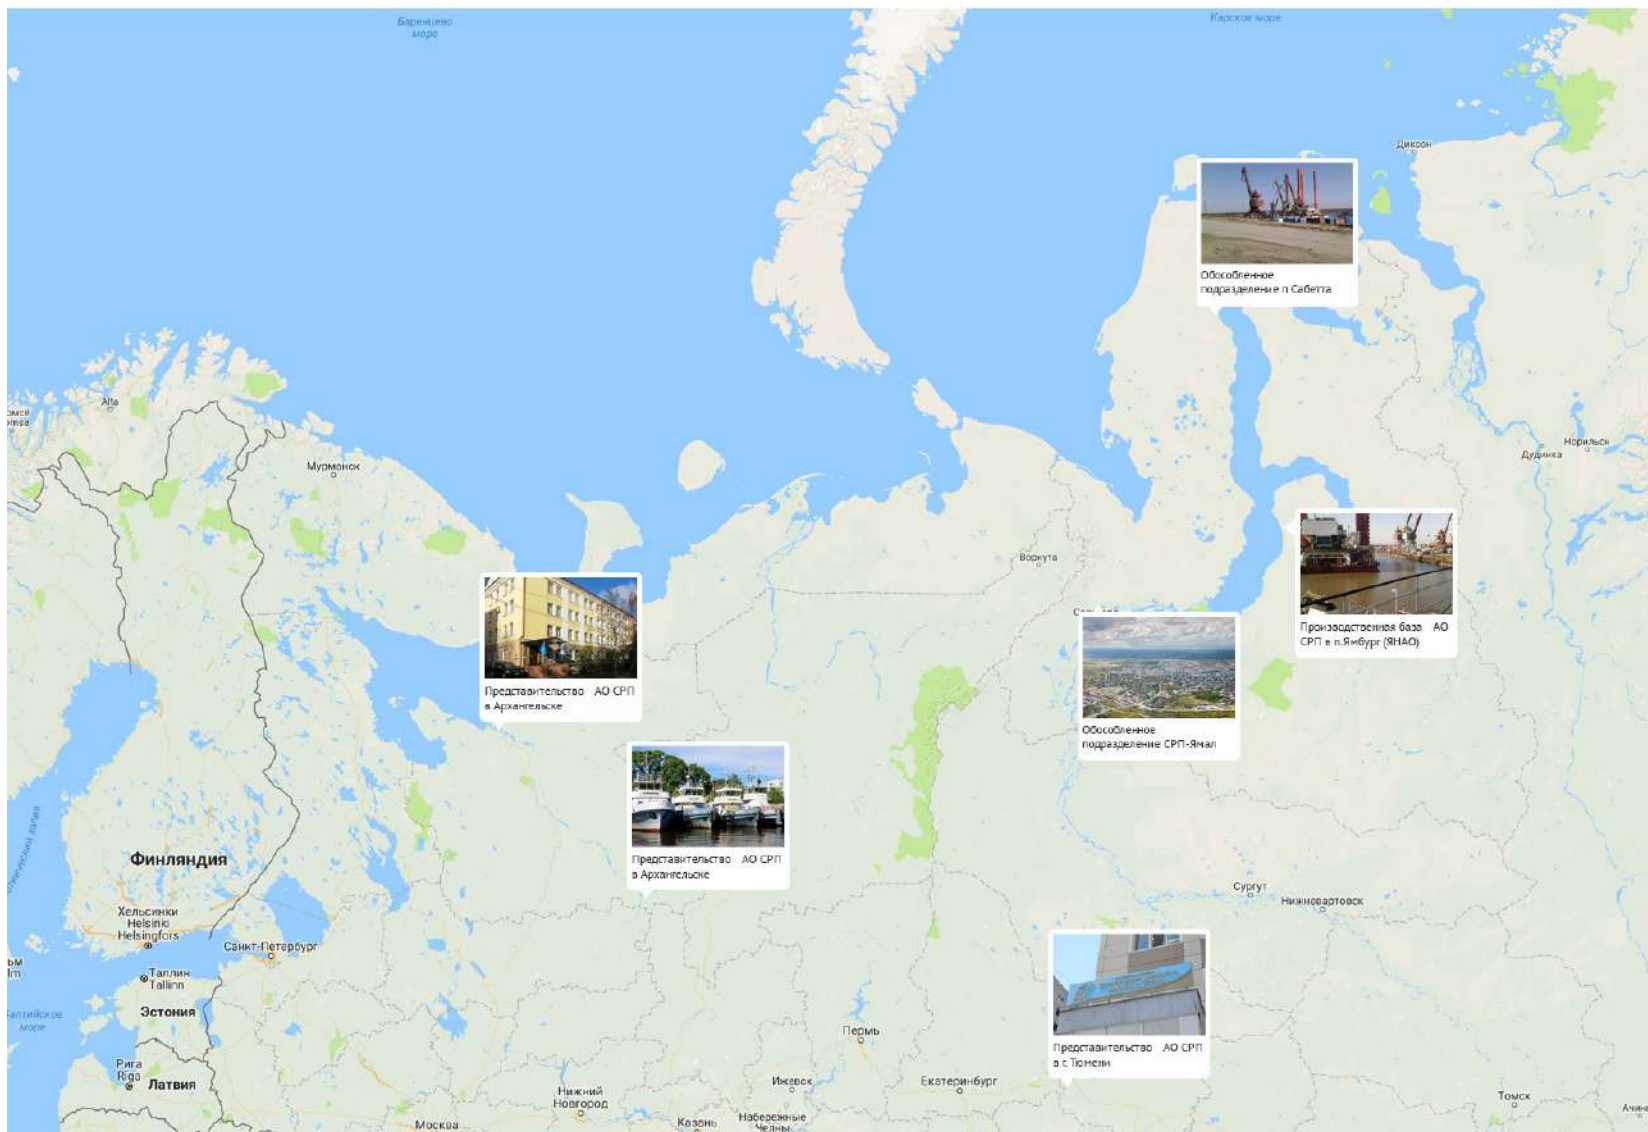 Баренцево
море
Карское море
Диксон
Обособленное
подразделение п Сабетта
Alta
Мурманск
Норильск
Дудинка
Воркута
Производственная база АО
СРП в п.Ямбург (ЯНАО)
Представительство АО СРП
в Архангельске
Обособленное
подразделение СРП-Ямал
Представительство АО СРП
в Архангельске
Финляндия
Сургут
Нижневартовск
Хельсинки
Helsinki
Helsingfors
Санкт-Петербург
Таллин
Tallinn
Эстония
Балтийское
море
Пермь
Представительство АО СРП
в г. Тюмени
Рига
Riga
Латвия
Ижевск
Екатеринбург
Нижний
Новгород
Томск
Москва
Казань
Набережные
Челны